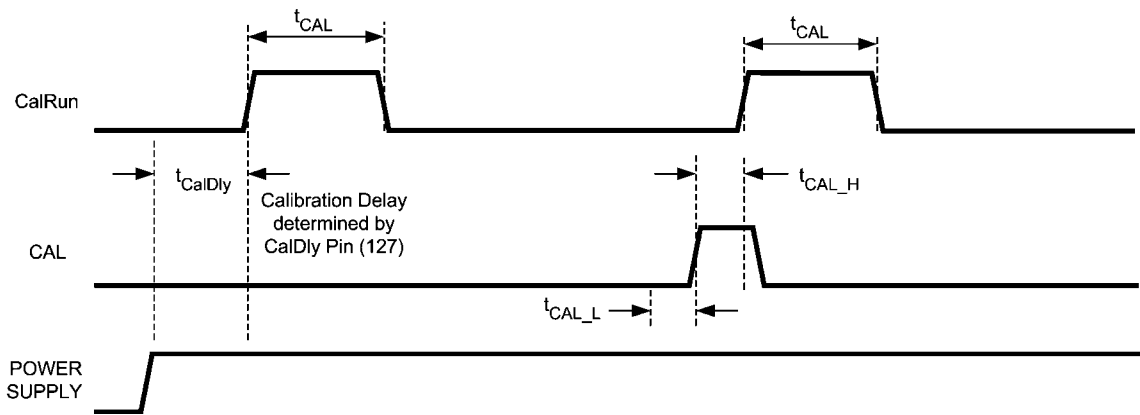 tCAL
tCAL
CalRun
tCalDly
tCAL_H
Calibration Delay
determined by
CalDly Pin (127)
CAL
tCAL_L
POWER
SUPPLY